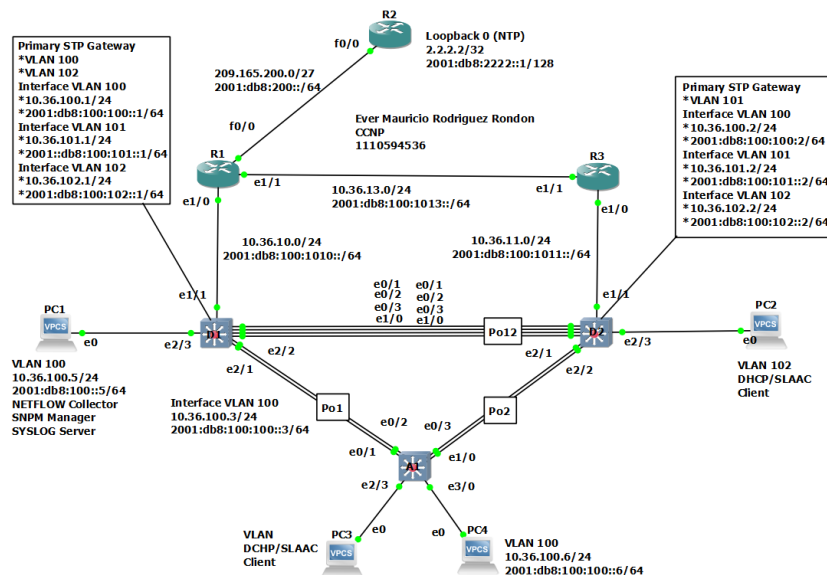 R2
Loopback 0 (NTP)
2.2.2.2/32
2001:db8:2222::1/128
f0/0
209.165.200.0/27
2001:db8:200::/64
f0/0
Primary STP Gateway
*VLAN 100
*VLAN 102
Interface VLAN 100
*10.36.100.1/24
*2001:db8:100:100::1/64
Interface VLAN 101
*10.36.101.1/24
*2001::db8:100:101::1/64
Interface VLAN 102
*10.36.102.1/24
*2001:db8:100:102::1/64
Ever Mauricio Rodriguez Rondon
CCNP
1110594536
Primary STP Gateway
*VLAN 101
Interface VLAN 100
*10.36.100.2/24
*2001:db8:100:100:2/64
Interface VLAN 101
*10.36.101.2/24
*2001:db8:100:101::2/64
Interface VLAN 102
*10.36.102.2/24
*2001:db8:100:102::2/64
R1
e1/1
e1/0
10.36.13.0/24
2001:db8:100:1013::/64
R3
e1/1
e1/0
10.36.10.0/24
2001:db8:100:1010::/64
10.36.11.0/24
2001:db8:100:1011::/64
e0/1 e0/1
e0/2 e0/2
e0/3 e0/3
e1/0 e1/0
Po12
e1/1
D1
e2/3
e2/2
e2/1
e1/1
D2
e2/3
e2/1
e2/2
PC1
VPCS
e0
VLAN 100
10.36.100.5/24
2001:db8:100::5/64
NETFLOW Collector
SNPM Manager
SYSLOG Server
PC2
VPCS
e0
VLAN 102
DHCP/SLAAC
Client
Interface VLAN 100
10.36.100.3/24
2001:db8:100:100::3/64
Po1
Po2
e0/2
e0/3
e0/1
e1/0
A1
e2/3
e3/0
VLAN
DCHP/SLAAC
Client
PC3
VPCS
e0
PC4
VPCS
e0
VLAN 100
10.36.100.6/24
2001:db8:100:100::6/64